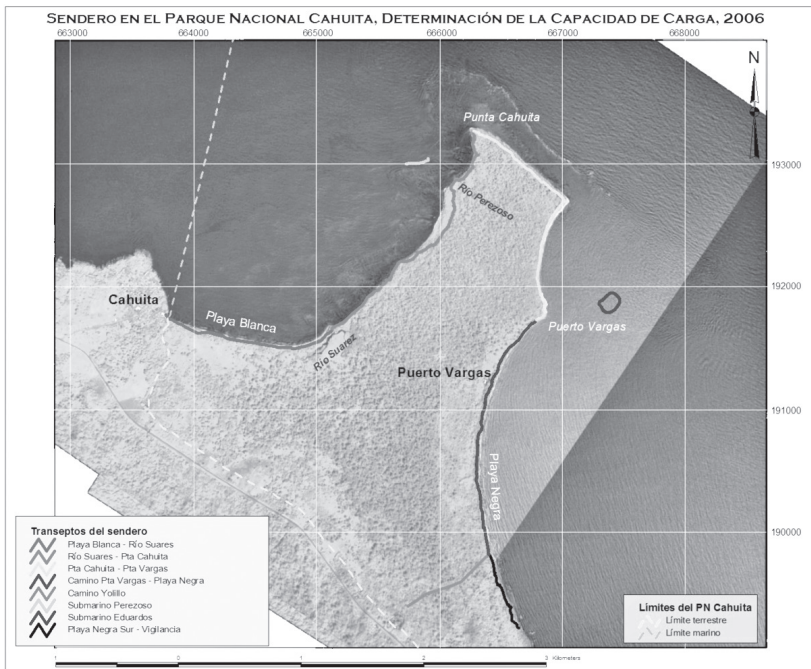 SENDERO EN EL PARQUE NACIONAL CAHUITA, DETERMINACIÓN DE LA CAPACIDAD DE CARGA, 2006
663000 664000 665000 666000 667000 668000
N
Punta Cahuita
193000
Río Perezoso
192000
Cahuita
Playa Blanca
Río Suarez
Puerto Vargas
Puerto Vargas
191000
Playa Negra
190000
Transeptos del sendero
Playa Blanca - Río Suares
Río Suares - Pta Cahuita
Pta Cahuita - Pta Vargas
Camino Pta Vargas - Playa Negra
Camino Yolillo
Submarino Perezoso
Submarino Eduardos
Playa Negra Sur - Vigilancia
Limites del PN Cahuita
Límite terrestre
Límite marino
1 0 1 2 3 Kilometers